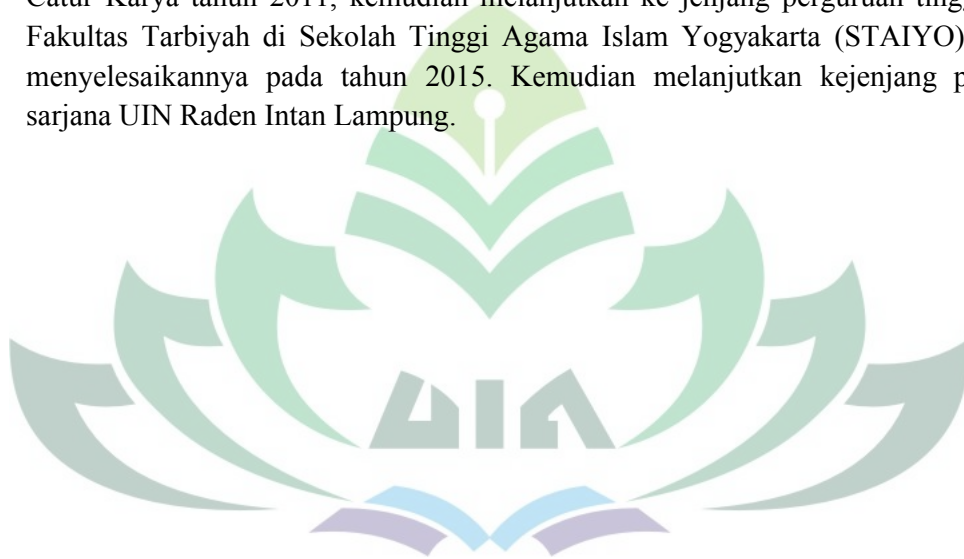 Catur Karya tahun 2011, kemudian melanjutkan ke jenjang perguruan
Fakultas Tarbiyah di Sekolah Tinggi Agama Islam Yogyakarta (STAIYO)
menyelesaikannya pada tahun 2015. Kemudian melanjutkan kejenjang
sarjana UIN Raden Intan Lampung.
UIN